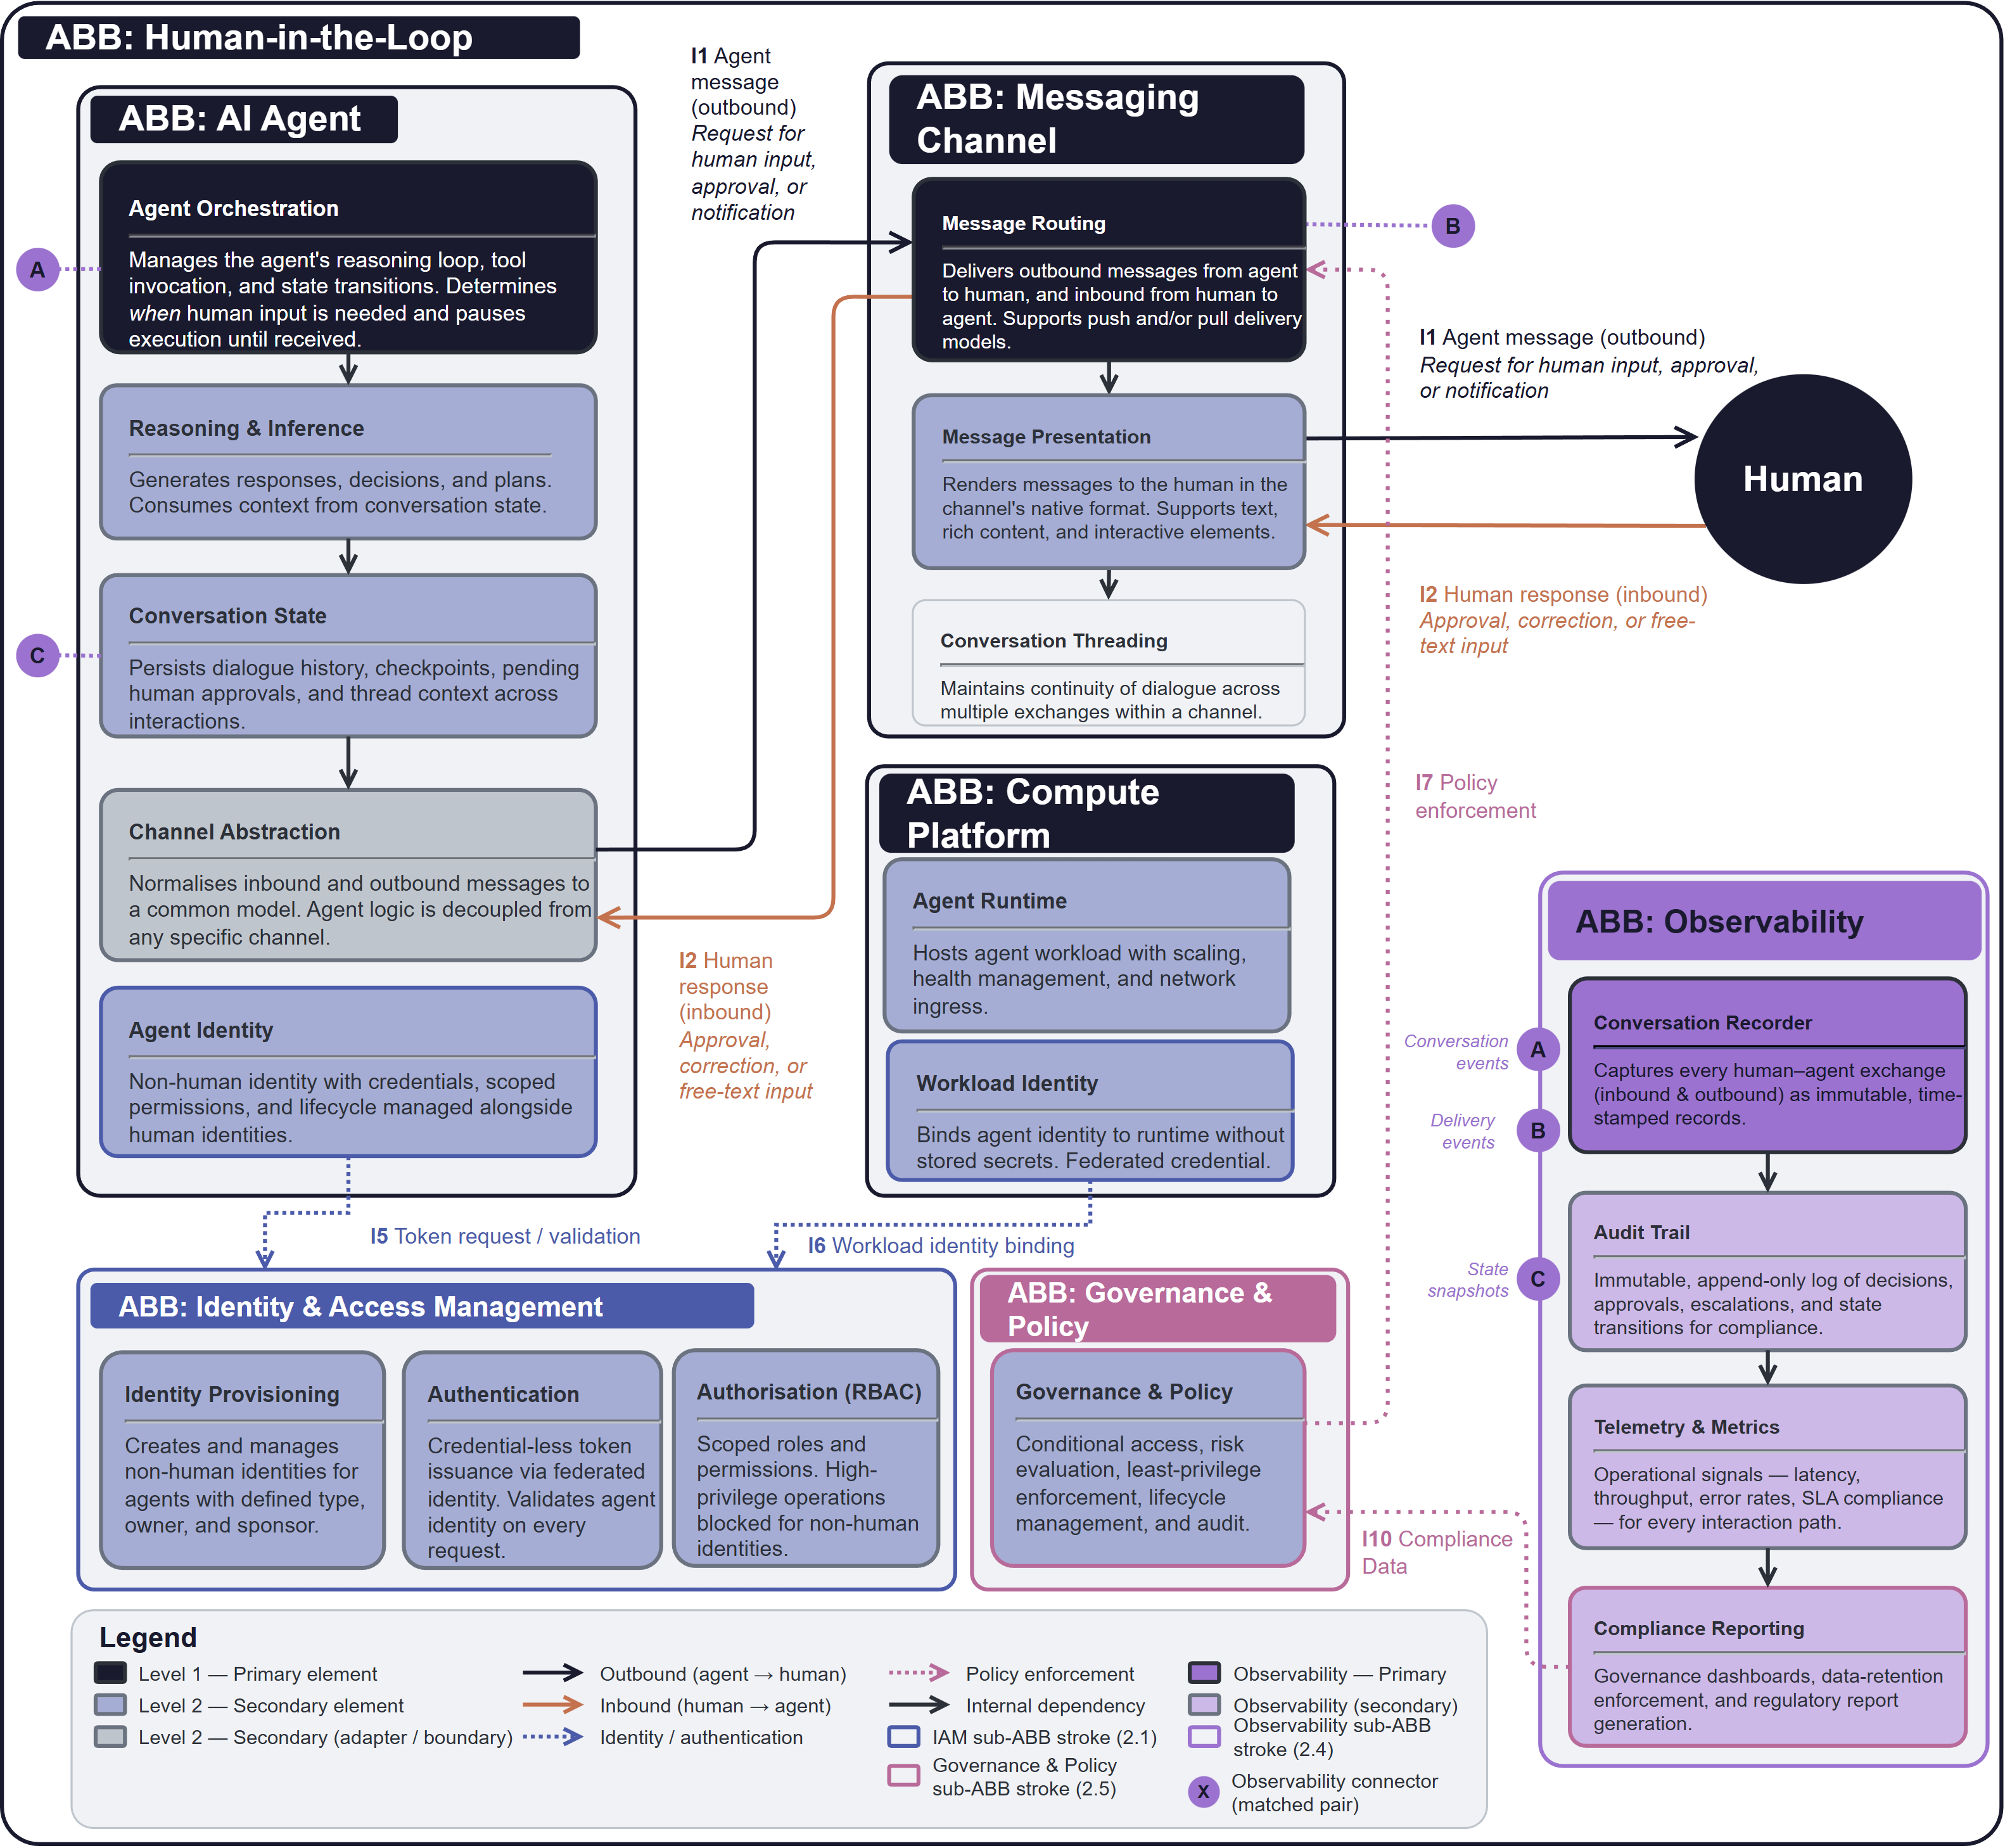 ABB: Human-in-the-Loop
ABB: AI Agent
Agent Orchestration
Manages the agent's reasoning loop, tool
invocation, and state transitions. Determines
when human input is needed and pauses
execution until received.
A
Reasoning & Inference
Generates responses, decisions, and plans.
Consumes context from conversation state.
Conversation State
Persists dialogue history, checkpoints, pending
human approvals, and thread context across
interactions.
C
Channel Abstraction
Normalises inbound and outbound messages to
a common model. Agent logic is decoupled from
any specific channel.
Agent Identity
Non-human identity with credentials, scoped
permissions, and lifecycle managed alongside
human identities.
I1 Agent
message
(outbound)
Request for
human input,
approval, or
notification
I2 Human
response
(inbound)
Approval,
correction, or
free-text input
ABB: Messaging
Channel
Message Routing
Delivers outbound messages from agent
to human, and inbound from human to
agent. Supports push and/or pull delivery
models.
B
Message Presentation
Renders messages to the human in the
channel's native format. Supports text,
rich content, and interactive elements.
Conversation Threading
Maintains continuity of dialogue across
multiple exchanges within a channel.
I1 Agent message (outbound)
Request for human input, approval,
or notification
Human
I2 Human response (inbound)
Approval, correction, or free-
text input
I7 Policy
enforcement
ABB: Compute
Platform
Agent Runtime
Hosts agent workload with scaling,
health management, and network
ingress.
Workload Identity
Binds agent identity to runtime without
stored secrets. Federated credential.
I5 Token request / validation
I6 Workload identity binding
ABB: Identity & Access Management
Identity Provisioning
Creates and manages
non-human identities for
agents with defined type,
owner, and sponsor.
Authentication
Credential-less token
issuance via federated
identity. Validates agent
identity on every
request.
Authorisation (RBAC)
Scoped roles and
permissions. High-
privilege operations
blocked for non-human
identities.
ABB: Governance &
Policy
Governance & Policy
Conditional access, risk
evaluation, least-privilege
enforcement, lifecycle
management, and audit.
I10 Compliance
Data
ABB: Observability
Conversation Recorder
Captures every human–agent exchange
(inbound & outbound) as immutable, time-
stamped records.
Conversation
events
A
Delivery
events
B
Audit Trail
Immutable, append-only log of decisions,
approvals, escalations, and state
transitions for compliance.
State
snapshots
C
Telemetry & Metrics
Operational signals — latency,
throughput, error rates, SLA compliance
— for every interaction path.
Compliance Reporting
Governance dashboards, data-retention
enforcement, and regulatory report
generation.
Legend
Level 1 — Primary element
Level 2 — Secondary element
Level 2 — Secondary (adapter / boundary)
Outbound (agent → human)
Inbound (human → agent)
Identity / authentication
Policy enforcement
Internal dependency
IAM sub-ABB stroke (2.1)
Governance & Policy
sub-ABB stroke (2.5)
Observability — Primary
Observability (secondary)
Observability sub-ABB
stroke (2.4)
X
Observability connector
(matched pair)